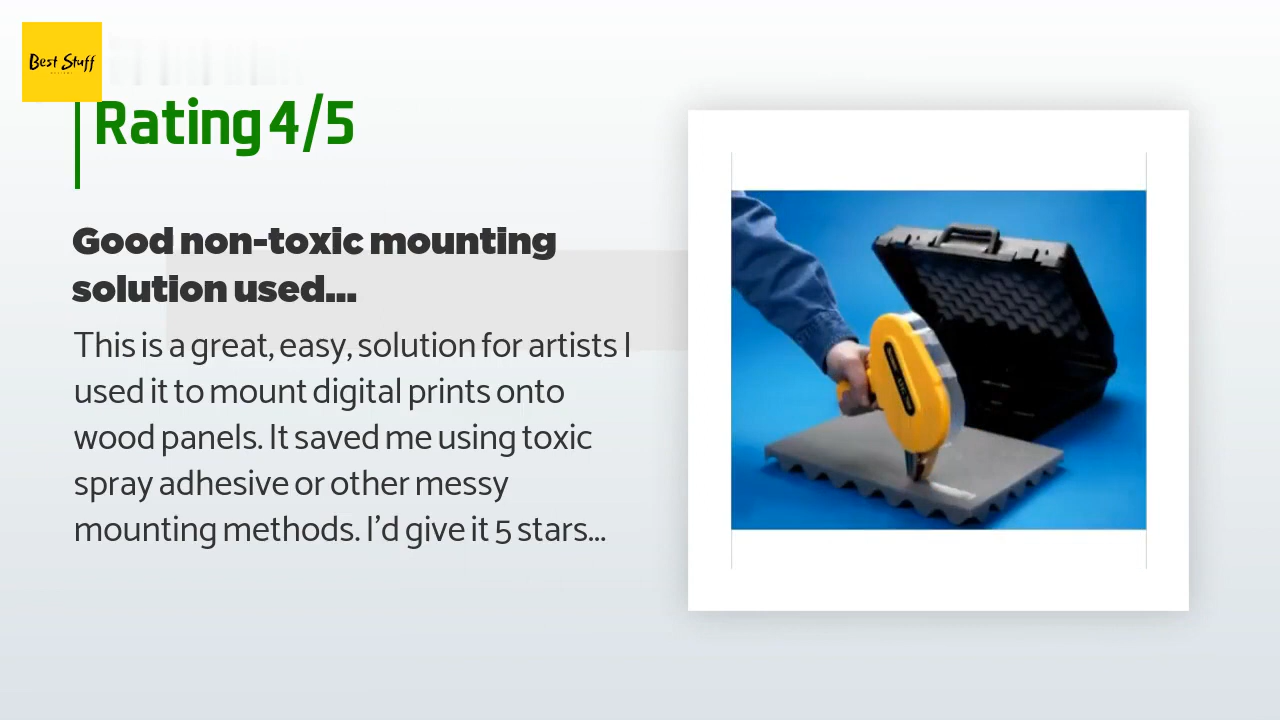 Best Stuff
Rating 4/5
Good non-toxic mounting
solution used...
This is a great, easy, solution for artists I
used it to mount digital prints onto
wood panels. It saved me using toxic
spray adhesive or other messy
mounting methods. I’d give it 5 stars...